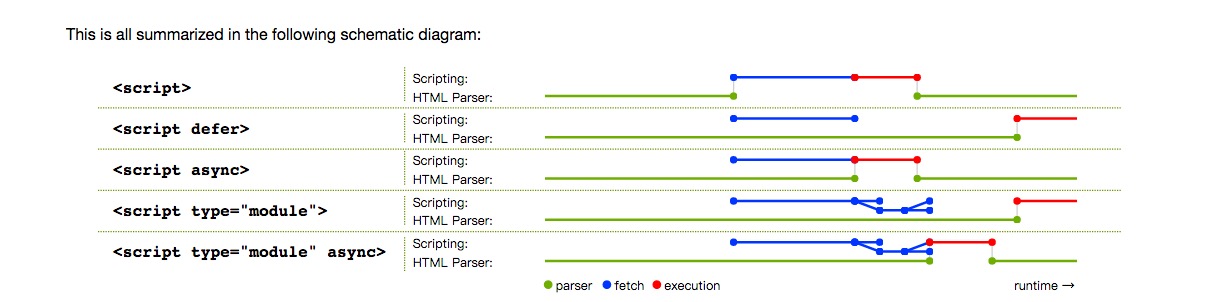 This is all summarized in the following schematic diagram:
<script>
Scripting:
HTML Parser:
<script defer>
Scripting:
HTML Parser:
<script async>
Scripting:
HTML Parser:
<script type="module">
Scripting:
HTML Parser:
<script type="module" async>
Scripting:
HTML Parser:
parser fetch execution runtime →